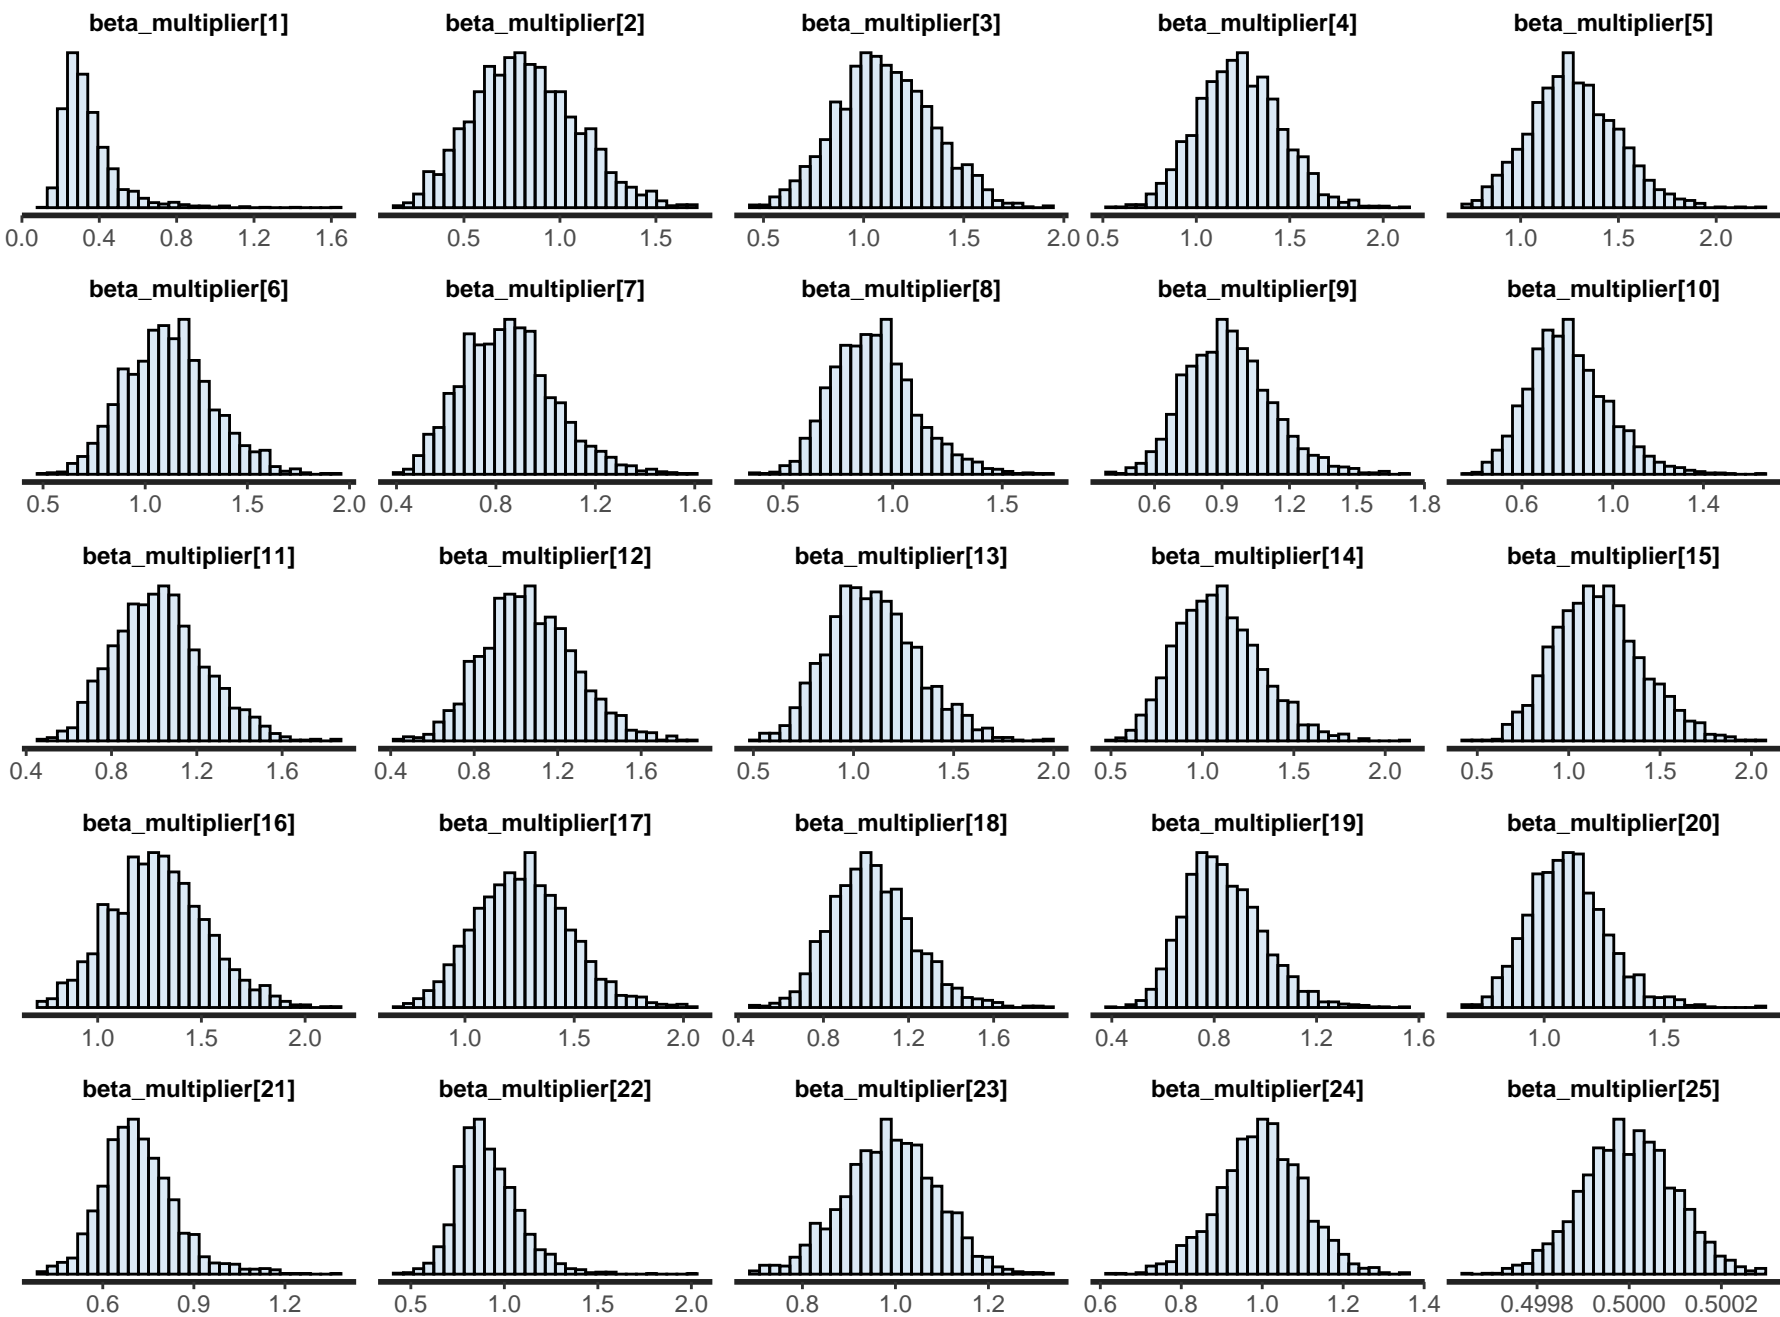 beta_multiplier[1] beta_multiplier[2] beta_multiplier[3] beta_multiplier[4] beta_multiplier[5]
0.0 0.4 0.8 1.2 1.6 0.5 1.0 1.5 0.5 1.0 1.5 2.0 0.5 1.0 1.5 2.0 1.0 1.5 2.0
beta_multiplier[6] beta_multiplier[7] beta_multiplier[8] beta_multiplier[9] beta_multiplier[10]
0.5 1.0 1.5 2.0 0.4 0.8 1.2 1.6 0.5 1.0 1.5 0.6 0.9 1.2 1.5 1.8 0.6 1.0 1.4
beta_multiplier[11] beta_multiplier[12] beta_multiplier[13] beta_multiplier[14] beta_multiplier[15]
0.4 0.8 1.2 1.6 0.4 0.8 1.2 1.6 0.5 1.0 1.5 2.0 0.5 1.0 1.5 2.0 0.5 1.0 1.5 2.0
beta_multiplier[16] beta_multiplier[17] beta_multiplier[18] beta_multiplier[19] beta_multiplier[20]
1.0 1.5 2.0 1.0 1.5 2.0 0.4 0.8 1.2 1.6 0.4 0.8 1.2 1.6 1.0 1.5
beta_multiplier[21] beta_multiplier[22] beta_multiplier[23] beta_multiplier[24] beta_multiplier[25]
0.6 0.9 1.2 0.5 1.0 1.5 2.0 0.8 1.0 1.2 0.6 0.8 1.0 1.2 1.4 0.4998 0.5000 0.5002